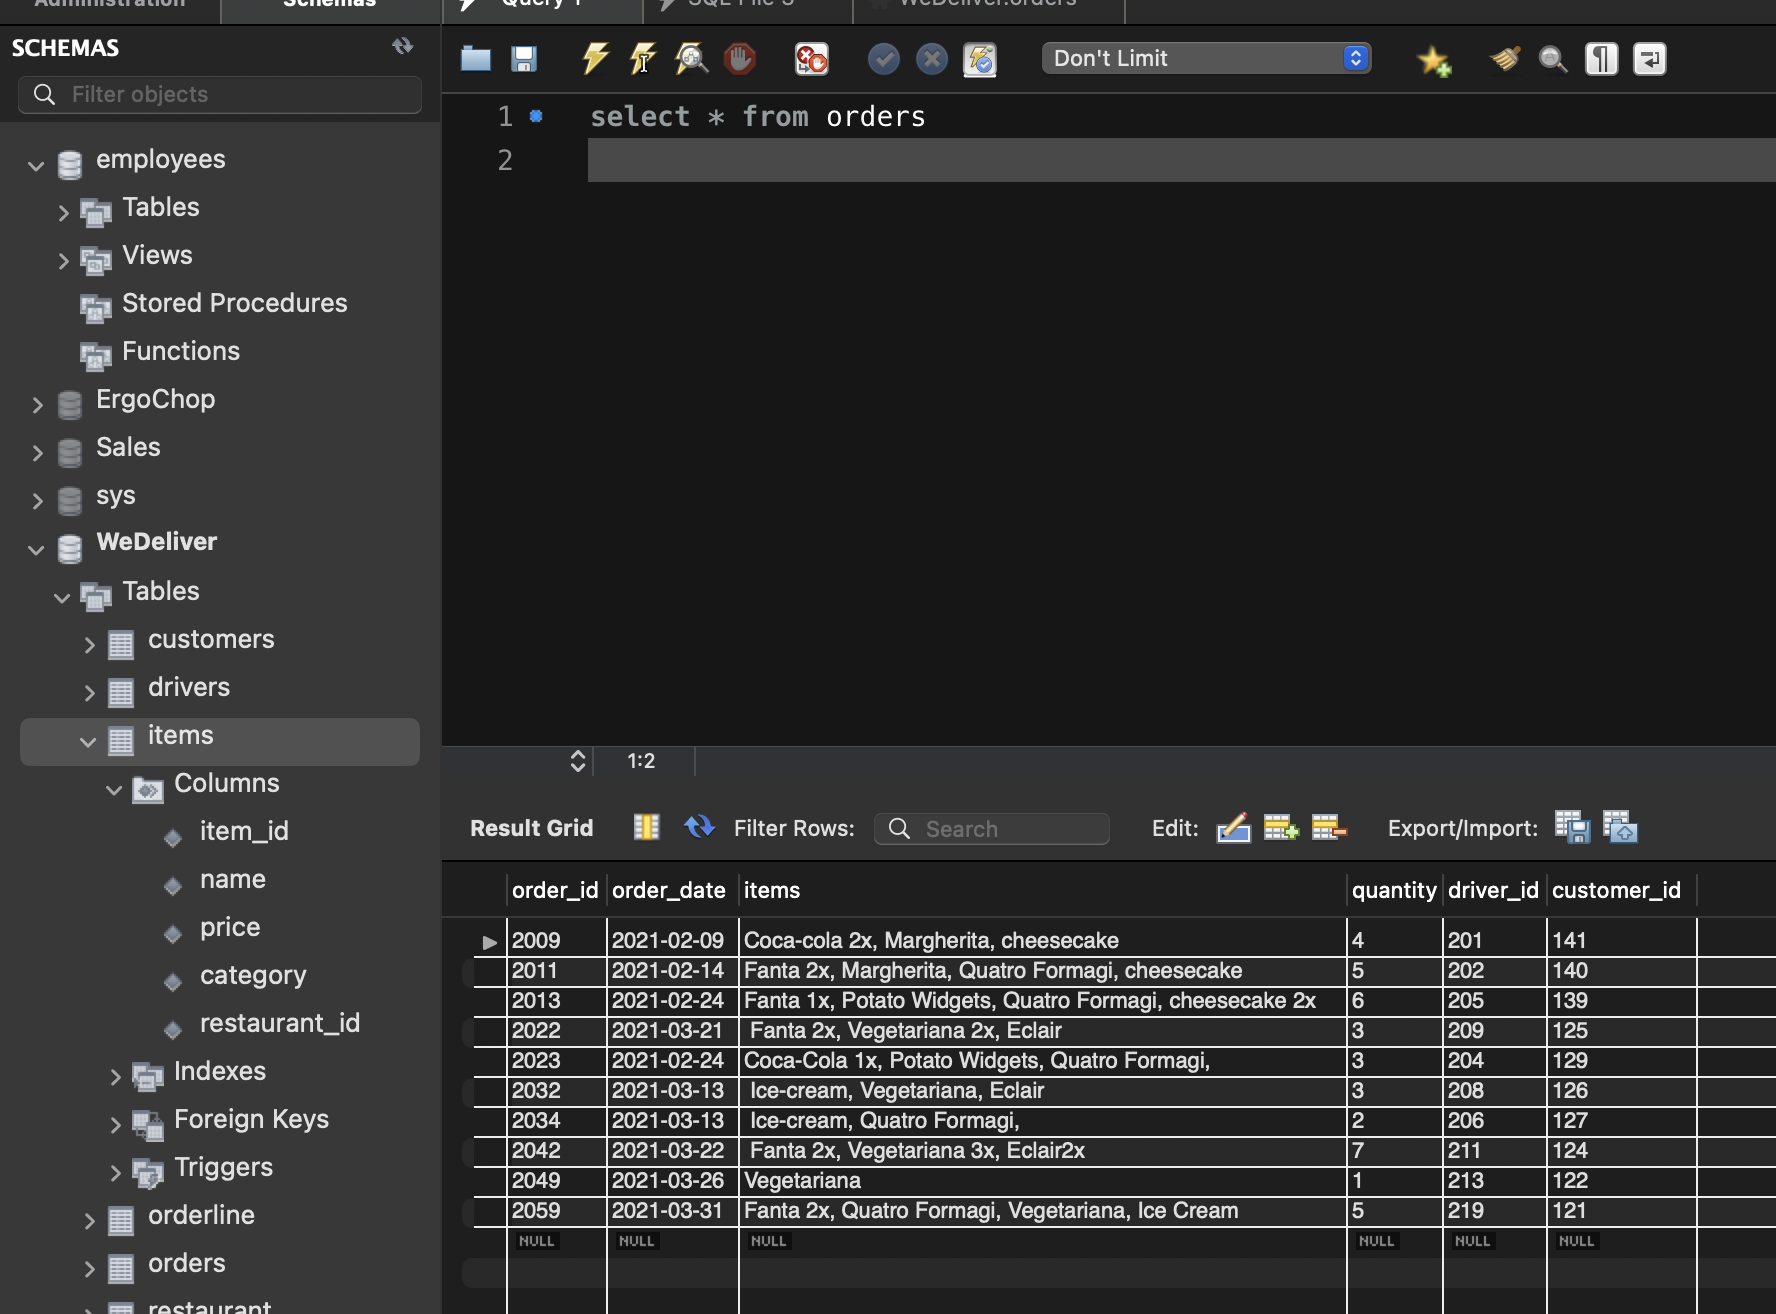 Administration Schemas Query 1 SQL File 3 WeDeliver.orders
SCHEMAS
Filter objects
employees
Tables
Views
Stored Procedures
Functions
ErgoChop
Sales
sys
WeDeliver
Tables
customers
drivers
items
Columns
item_id
name
price
category
restaurant_id
Indexes
Foreign Keys
Triggers
orderline
orders
restaurant
Don't Limit
1 select * from orders
2
1:2
Result Grid Filter Rows: Search Edit: Export/Import:
order_id order_date items quantity driver_id customer_id
2009 2021-02-09 Coca-cola 2x, Margherita, cheesecake 4 201 141
2011 2021-02-14 Fanta 2x, Margherita, Quatro Formagi, cheesecake 5 202 140
2013 2021-02-24 Fanta 1x, Potato Widgets, Quatro Formagi, cheesecake 2x 6 205 139
2022 2021-03-21 Fanta 2x, Vegetariana 2x, Eclair 3 209 125
2023 2021-02-24 Coca-Cola 1x, Potato Widgets, Quatro Formagi, 3 204 129
2032 2021-03-13 Ice-cream, Vegetariana, Eclair 3 208 126
2034 2021-03-13 Ice-cream, Quatro Formagi, 2 206 127
2042 2021-03-22 Fanta 2x, Vegetariana 3x, Eclair2x 7 211 124
2049 2021-03-26 Vegetariana 1 213 122
2059 2021-03-31 Fanta 2x, Quatro Formagi, Vegetariana, Ice Cream 5 219 121
NULL NULL NULL NULL NULL NULL